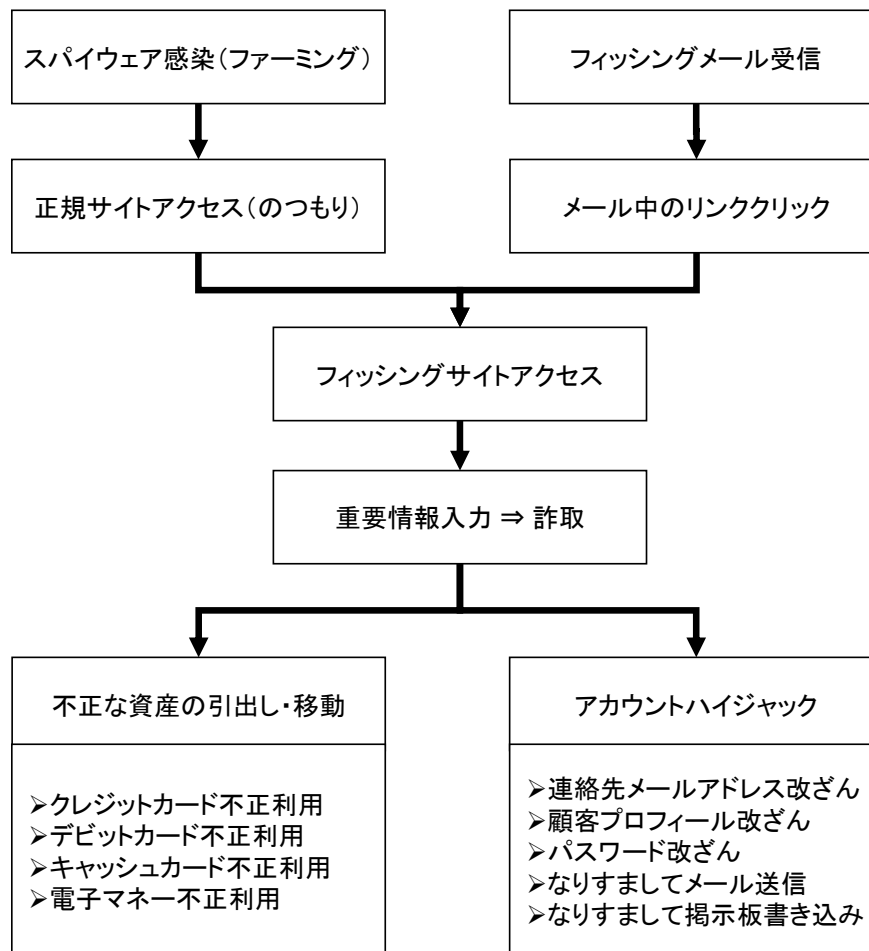 スパイウェア感染(ファーミング)
フィッシングメール受信
正規サイトアクセス(のつもり)
メール中のリンククリック
フィッシングサイトアクセス
重要情報入力 ⇒ 詐取
不正な資産の引出し・移動
➢クレジットカード不正利用
➢デビットカード不正利用
➢キャッシュカード不正利用
➢電子マネー不正利用
アカウントハイジャック
➢連絡先メールアドレス改ざん
➢顧客プロフィール改ざん
➢パスワード改ざん
➢なりすましてメール送信
➢なりすまして掲示板書き込み